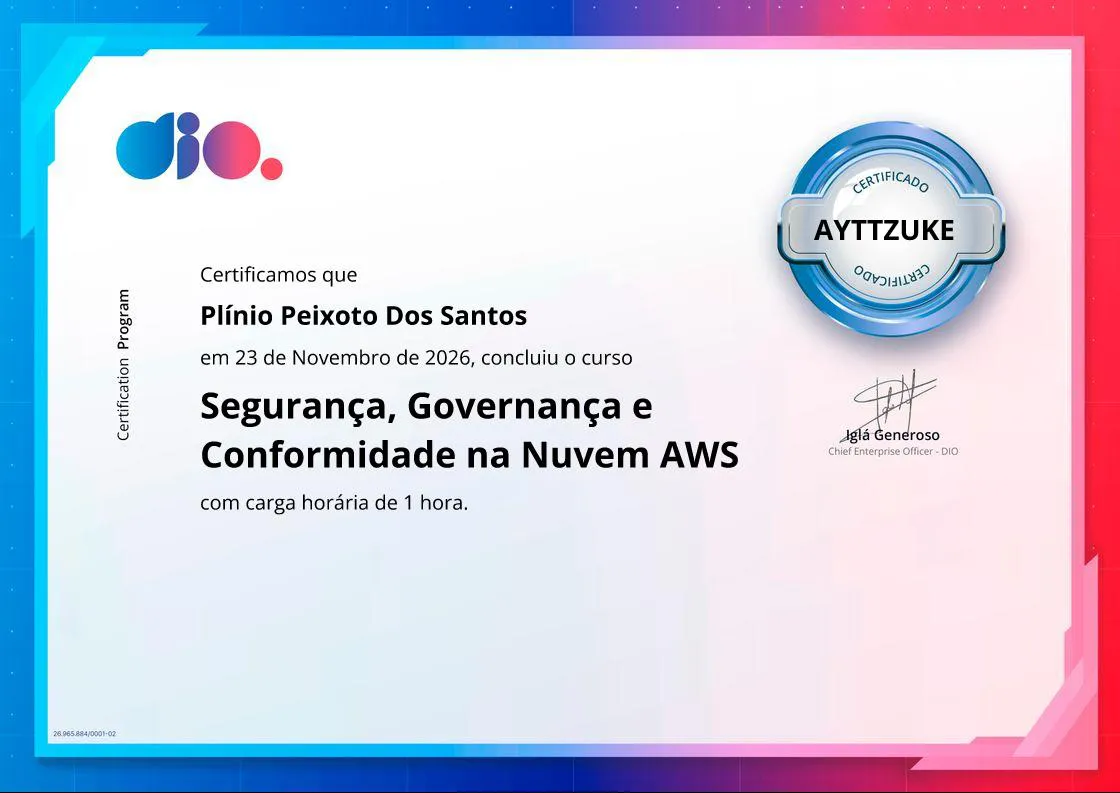 dio.
CERTIFICADO
AYTTZUKE
CERTIFICADO
Certification Program
Certificamos que
Plínio Peixoto Dos Santos
em 23 de Novembro de 2026, concluiu o curso
Segurança, Governança e
Conformidade na Nuvem AWS
com carga horária de 1 hora.
Iglá Generoso
Chief Enterprise Officer - DIO
26.965.884/0001-02